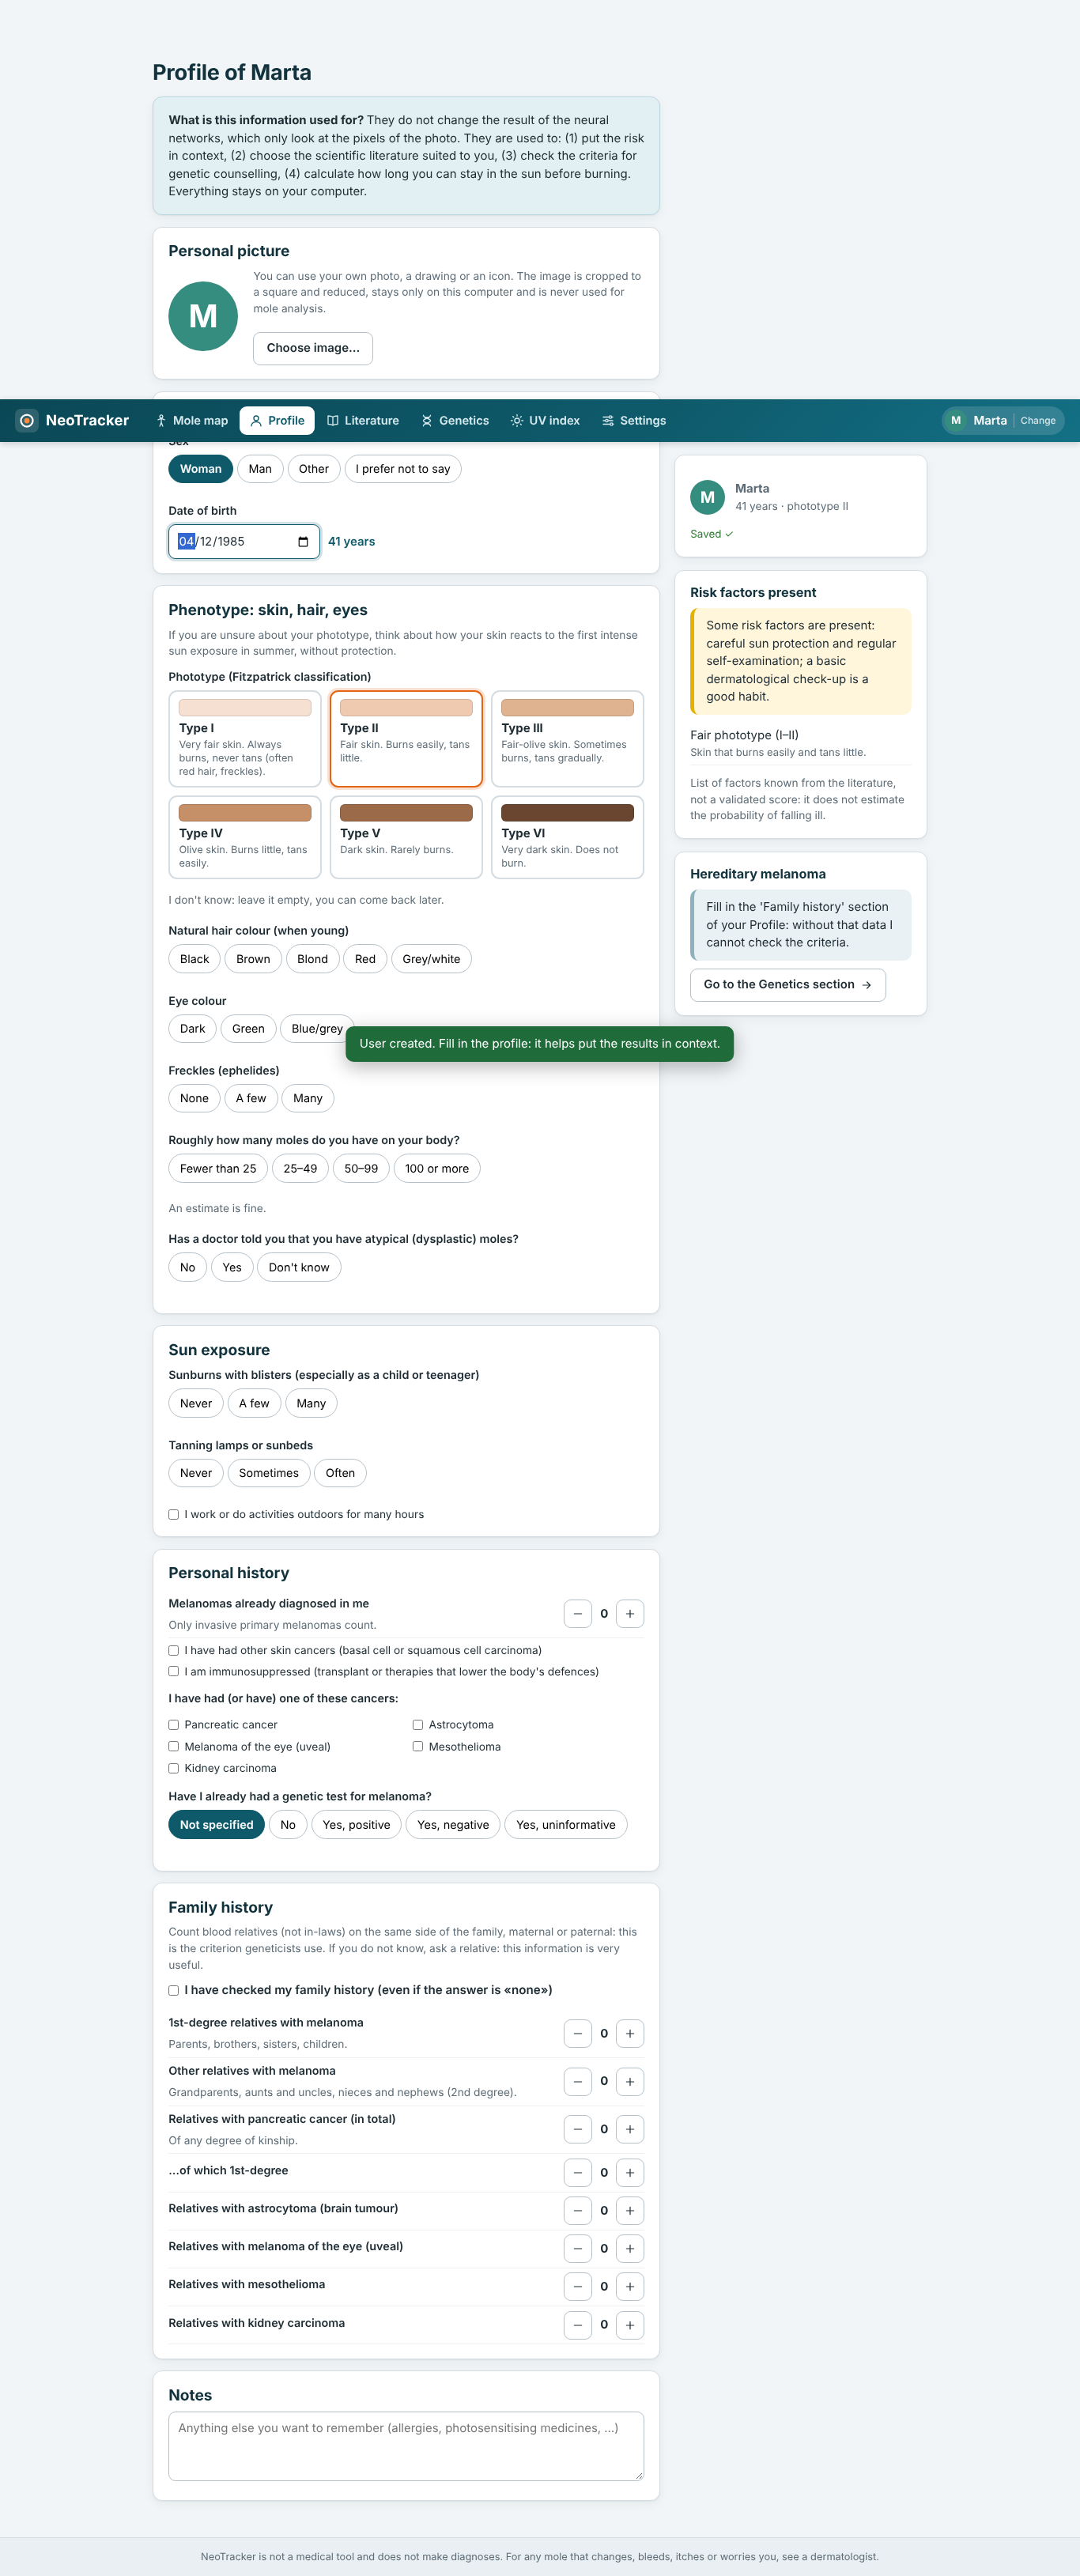 Profile of Marta
What is this information used for? They do not change the result of the neural
networks, which only look at the pixels of the photo. They are used to: (1) put the risk
in context, (2) choose the scientific literature suited to you, (3) check the criteria for
genetic counselling, (4) calculate how long you can stay in the sun before burning.
Everything stays on your computer.
Personal picture
M
You can use your own photo, a drawing or an icon. The image is cropped to
a square and reduced, stays only on this computer and is never used for
mole analysis.
Choose image...
NeoTracker
Mole map
Profile
Literature
Genetics
UV index
Settings
M
Marta
Change
Sex
Woman
Man
Other
I prefer not to say
Date of birth
04/12/1985
41 years
M
Marta
41 years · phototype II
Saved ✓
Phenotype: skin, hair, eyes
If you are unsure about your phototype, think about how your skin reacts to the first intense
sun exposure in summer, without protection.
Phototype (Fitzpatrick classification)
Type I
Very fair skin. Always
burns, never tans (often
red hair, freckles).
Type II
Fair skin. Burns easily, tans
little.
Type III
Fair-olive skin. Sometimes
burns, tans gradually.
Type IV
Olive skin. Burns little, tans
easily.
Type V
Dark skin. Rarely burns.
Type VI
Very dark skin. Does not
burn.
I don't know: leave it empty, you can come back later.
Natural hair colour (when young)
Black
Brown
Blond
Red
Grey/white
Eye colour
Dark
Green
Blue/grey
Risk factors present
Some risk factors are present:
careful sun protection and regular
self-examination; a basic
dermatological check-up is a
good habit.
Fair phototype (I–II)
Skin that burns easily and tans little.
List of factors known from the literature,
not a validated score: it does not estimate
the probability of falling ill.
Hereditary melanoma
Fill in the 'Family history' section
of your Profile: without that data I
cannot check the criteria.
Go to the Genetics section →
User created. Fill in the profile: it helps put the results in context.
Freckles (ephelides)
None
A few
Many
Roughly how many moles do you have on your body?
Fewer than 25
25–49
50–99
100 or more
An estimate is fine.
Has a doctor told you that you have atypical (dysplastic) moles?
No
Yes
Don't know
Sun exposure
Sunburns with blisters (especially as a child or teenager)
Never
A few
Many
Tanning lamps or sunbeds
Never
Sometimes
Often
I work or do activities outdoors for many hours
Personal history
Melanomas already diagnosed in me
Only invasive primary melanomas count.
− 0 +
I have had other skin cancers (basal cell or squamous cell carcinoma)
I am immunosuppressed (transplant or therapies that lower the body's defences)
I have had (or have) one of these cancers:
Pancreatic cancer
Astrocytoma
Melanoma of the eye (uveal)
Mesothelioma
Kidney carcinoma
Have I already had a genetic test for melanoma?
Not specified
No
Yes, positive
Yes, negative
Yes, uninformative
Family history
Count blood relatives (not in-laws) on the same side of the family, maternal or paternal: this
is the criterion geneticists use. If you do not know, ask a relative: this information is very
useful.
I have checked my family history (even if the answer is «none»)
1st-degree relatives with melanoma
Parents, brothers, sisters, children.
− 0 +
Other relatives with melanoma
Grandparents, aunts and uncles, nieces and nephews (2nd degree).
− 0 +
Relatives with pancreatic cancer (in total)
Of any degree of kinship.
− 0 +
...of which 1st-degree
− 0 +
Relatives with astrocytoma (brain tumour)
− 0 +
Relatives with melanoma of the eye (uveal)
− 0 +
Relatives with mesothelioma
− 0 +
Relatives with kidney carcinoma
− 0 +
Notes
Anything else you want to remember (allergies, photosensitising medicines, ...)
NeoTracker is not a medical tool and does not make diagnoses. For any mole that changes, bleeds, itches or worries you, see a dermatologist.